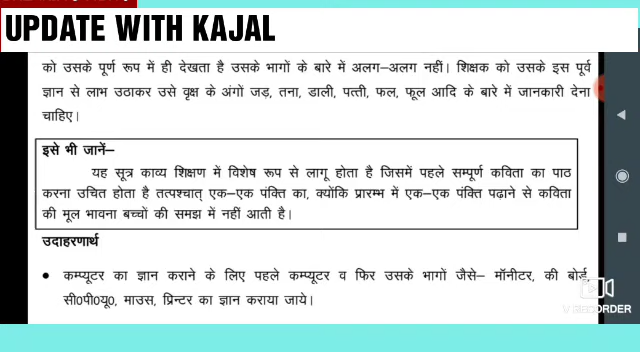 UPDATE WITH KAJAL
को उसके पूर्ण रूप में ही देखता है उसके भागों के बारे में अलग–अलग नहीं। शिक्षक को उसके इस पूर्व
ज्ञान से लाभ उठाकर उसे वृक्ष के अंगों जड़, तना, डाली, पत्ती, फल, फूल आदि के बारे में जानकारी देना
चाहिए।
इसे भी जानें–
यह सूत्र काव्य शिक्षण में विशेष रूप से लागू होता है जिसमें पहले सम्पूर्ण कविता का पाठ
करना उचित होता है तत्पश्चात् एक–एक पंक्ति का, क्योंकि प्रारम्भ में एक–एक पंक्ति पढाने से कविता
की मूल भावना बच्चों की समझ में नहीं आती है।
उदाहरणार्थ
• कम्प्यूटर का ज्ञान कराने के लिए पहले कम्प्यूटर व फिर उसके भागों जैसे– मॉनीटर, की बोर्ड,
सी0पी0यू0, माउस, प्रिन्टर का ज्ञान कराया जाये।